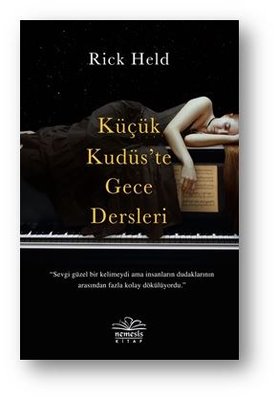 Rick Held
Küçük
Kudüs'te
Gece
Dersleri
"Sevgi güzel bir kelimeydi ama insanların dudaklarının
arasından fazla kolay dökülüyordu."
nemesis
KİTAP